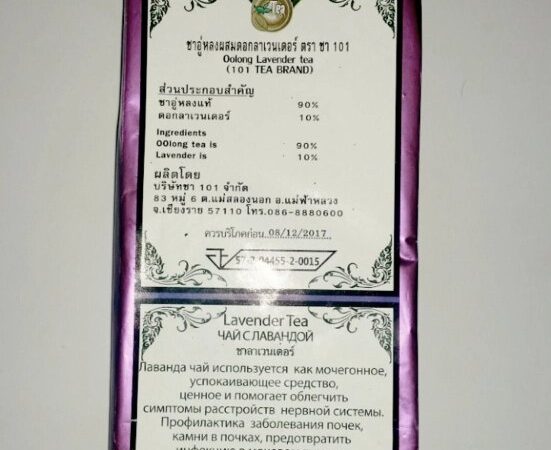 Tea
ชาอู่หลงผสมดอกลาเวนเดอร์ ตรา ชา 101
Oolong Lavender tea
(101 TEA BRAND)
ส่วนประกอบสำคัญ
ชาอู่หลงแท้ 90%
ดอกลาเวนเดอร์ 10%
Ingredients
OOlong tea is 90%
Lavender is 10%
ผลิตโดย
บริษัทชา 101 จำกัด
83 หมู่ 6 ต.แม่สลองนอก อ.แม่ฟ้าหลวง
จ.เชียงราย 57110 โทร.086-8880600
ควรบริโภคก่อน 08/12/2017
57-2-04455-2-0015
Lavender Tea
ЧАЙ С ЛАВАНДОЙ
ชาลาเวนเดอร์
Лаванда чай используется как мочегонное,
успокаивающее средство,
ценное и помогает облегчить
симптомы расстройств нервной системы.
Профилактика заболевания почек,
камни в почках, предотвратить